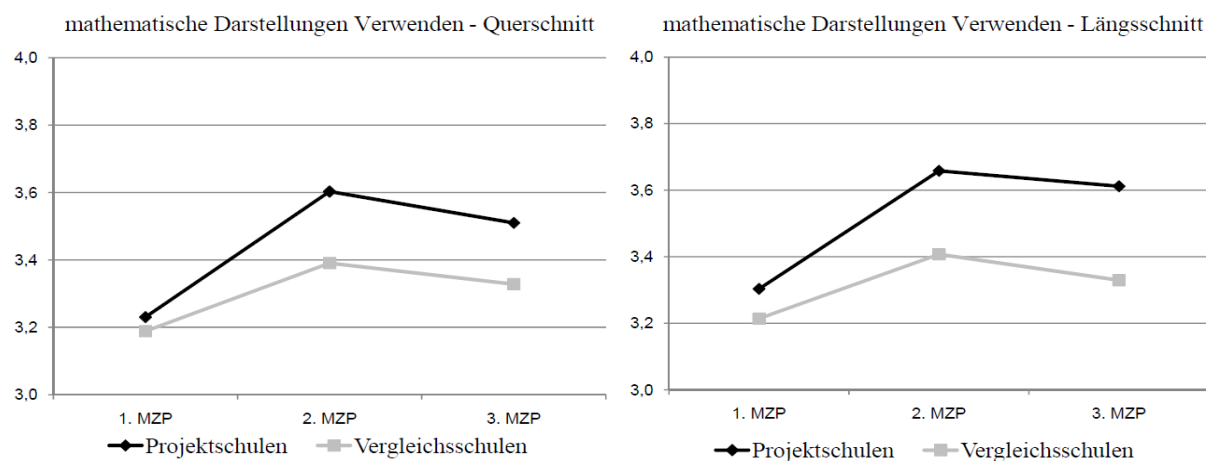 mathematische Darstellungen Verwenden - Querschnitt
4,0
3,8
3,6
3,4
3,2
3,0
1. MZP 2. MZP 3. MZP
Projektschulen Vergleichsschulen
mathematische Darstellungen Verwenden - Längsschnitt
4,0
3,8
3,6
3,4
3,2
3,0
1. MZP 2. MZP 3. MZP
Projektschulen Vergleichsschulen